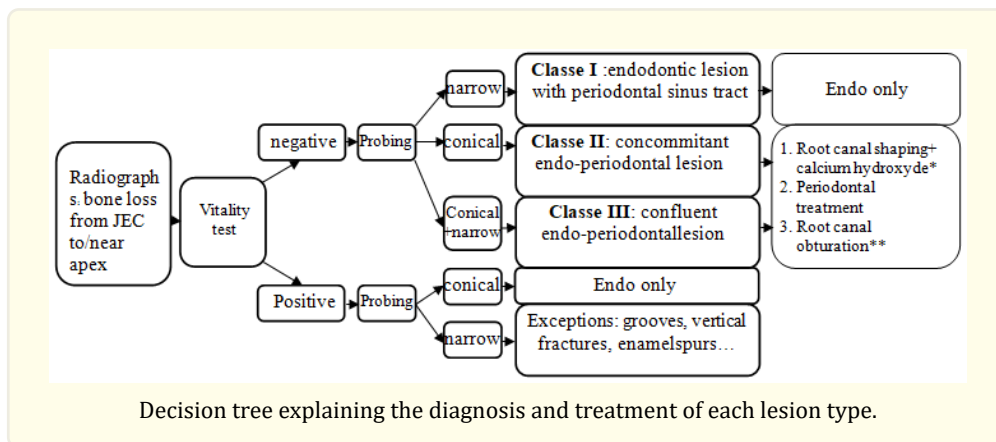 Radiograph
s: bone loss
from JEC
to/near
apex
Vitality
test
negative
Positive
Probing
Probing
narrow
conical
Conical
+narrow
conical
narrow
Classe I :endodontic lesion
with periodontal sinus tract
Classe II: concommitant
endo-periodontal lesion
Classe III: confluent
endo-periodontallesion
Endo only
Exceptions: grooves, vertical
fractures, enamelspurs…
Endo only
1. Root canal shaping+
calcium hydroxyde*
2. Periodontal
treatment
3. Root canal
obturation**
Decision tree explaining the diagnosis and treatment of each lesion type.